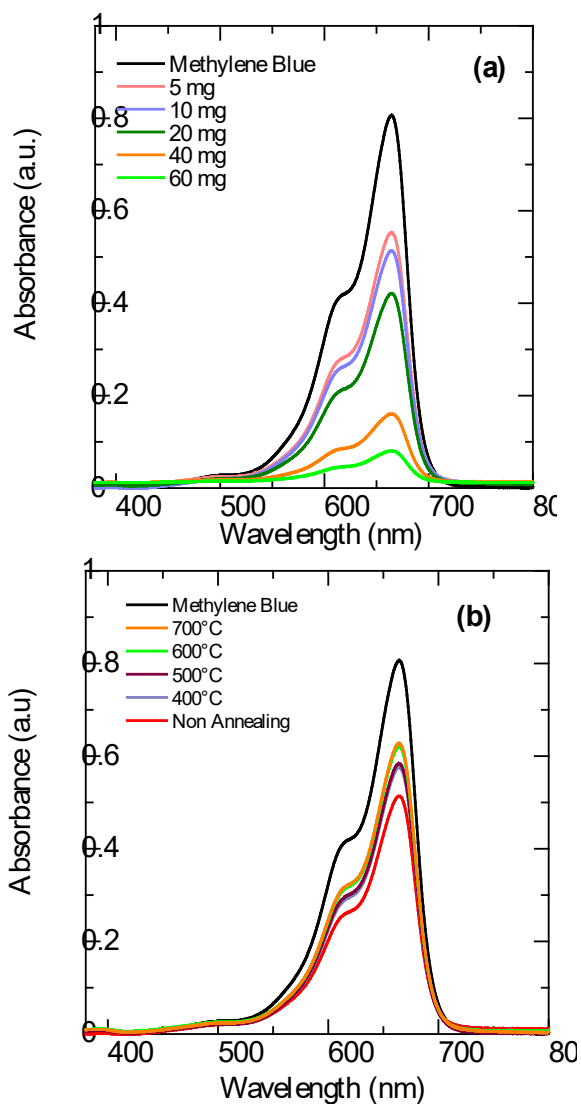 1
Methylene Blue
(a)
5 mg
10 mg
20 mg
40 mg
60 mg
0.8
0.6
0.4
0.2
0
Absorbance (a.u.)
400 500 600 700 80
Wavelength (nm)
1
Methylene Blue
(b)
700°C
600°C
500°C
400°C
Non Annealing
0.8
0.6
0.4
0.2
0
Absorbance (a.u)
400 500 600 700 80
Wavelength (nm)